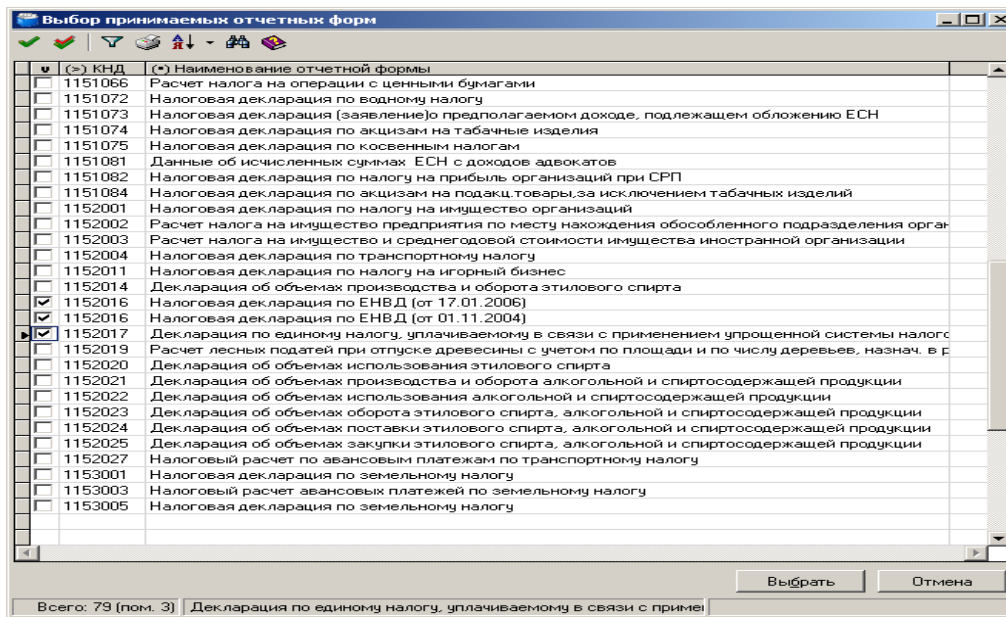 Выбор принимаемых отчетных форм
(>) КНД (•) Наименование отчетной формы
1151066 Расчет налога на операции с ценными бумагами
1151072 Налоговая декларация по водному налогу
1151073 Налоговая декларация (заявление)о предполагаемом доходе, подлежащем обложению ЕСН
1151074 Налоговая декларация по акцизам на табачные изделия
1151075 Налоговая декларация по косвенным налогам
1151081 Данные об исчисленных суммах ЕСН с доходов адвокатов
1151082 Налоговая декларация по налогу на прибыль организаций при СРП
1151084 Налоговая декларация по акцизам на подакц.товары,за исключением табачных изделий
1152001 Налоговая декларация по налогу на имущество организаций
1152002 Расчет налога на имущество предприятия по месту нахождения обособленного подразделения орган
1152003 Расчет налога на имущество и среднегодовой стоимости имущества иностранной организации
1152004 Налоговая декларация по транспортному налогу
1152011 Налоговая декларация по налогу на игорный бизнес
1152014 Декларация об объемах производства и оборота этилового спирта
1152016 Налоговая декларация по ЕНВД (от 17.01.2006)
1152016 Налоговая декларация по ЕНВД (от 01.11.2004)
1152017 Декларация по единому налогу, уплачиваемому в связи с применением упрощенной системы налого
1152019 Расчет лесных податей при отпуске древесины с учетом по площади и по числу деревьев, назнач. в р
1152020 Декларация об объемах использования этилового спирта
1152021 Декларация об объемах производства и оборота алкогольной и спиртосодержащей продукции
1152022 Декларация об объемах использования алкогольной и спиртосодержащей продукции
1152023 Декларация об объемах оборота этилового спирта, алкогольной и спиртосодержащей продукции
1152024 Декларация об объемах поставки этилового спирта, алкогольной и спиртосодержащей продукции
1152025 Декларация об объемах закупки этилового спирта, алкогольной и спиртосодержащей продукции
1152027 Налоговый расчет по авансовым платежам по транспортному налогу
1153001 Налоговая декларация по земельному налогу
1153003 Налоговый расчет авансовых платежей по земельному налогу
1153005 Налоговая декларация по земельному налогу
Выбрать Отмена
Всего: 79 (пом. 3) Декларация по единому налогу, уплачиваемому в связи с приме